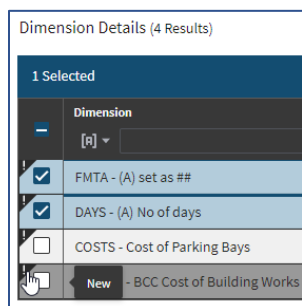 Dimension Details (4 Results)
1 Selected
Dimension
[A]
FMTA - (A) set as ##
DAYS - (A) No of days
COSTS - Cost of Parking Bays
New - BCC Cost of Building Works